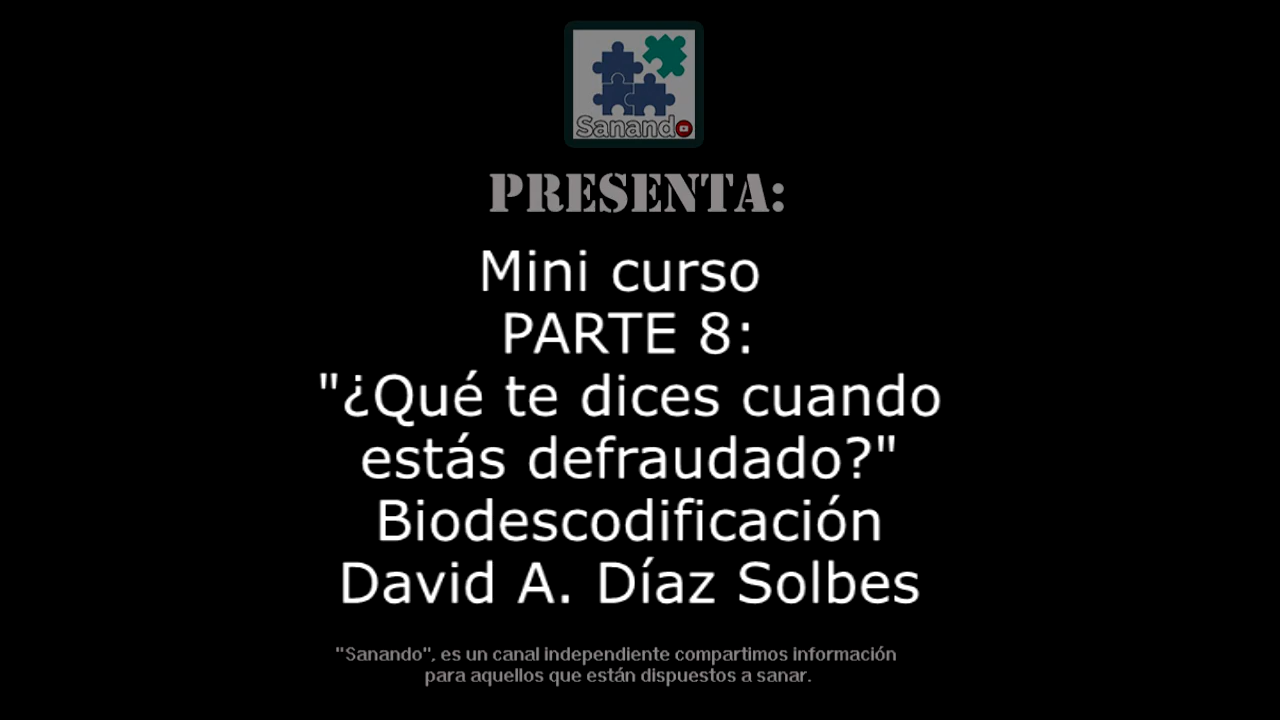 Sanando
PRESENTA:
Mini curso
PARTE 8:
"¿Qué te dices cuando
estás defraudado?"
Biodescodificación
David A. Díaz Solbes
"Sanando", es un canal independiente compartimos información
para aquellos que están dispuestos a sanar.